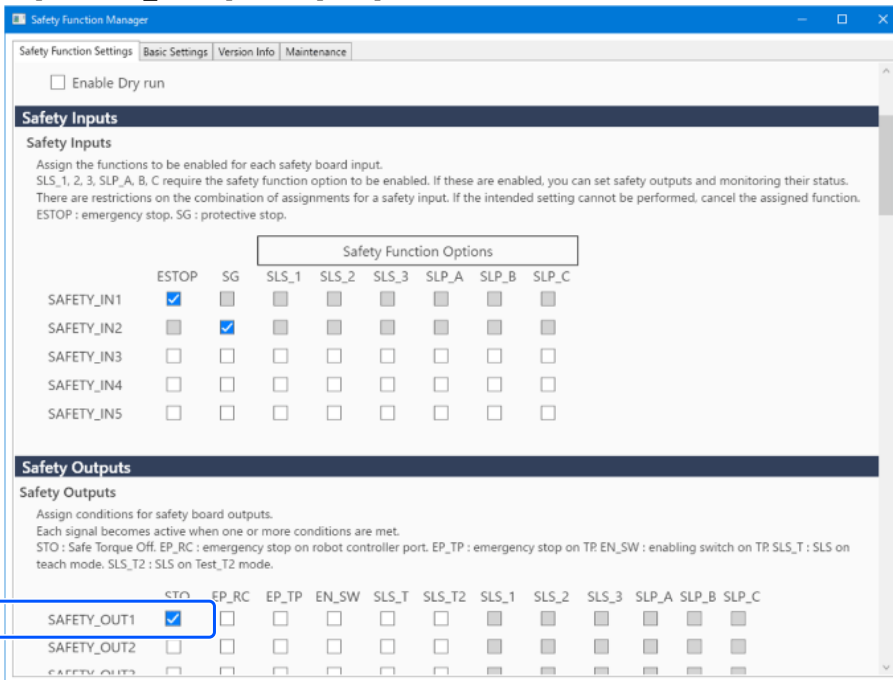 Safety Function Manager
Safety Function Settings Basic Settings Version Info Maintenance
Enable Dry run
Safety Inputs
Safety Inputs
Assign the functions to be enabled for each safety board input.
SLS_1, 2, 3, SLP_A, B, C require the safety function option to be enabled. If these are enabled, you can set safety outputs and monitoring their status.
There are restrictions on the combination of assignments for a safety input. If the intended setting cannot be performed, cancel the assigned function.
ESTOP : emergency stop. SG : protective stop.
Safety Function Options
ESTOP SG SLS_1 SLS_2 SLS_3 SLP_A SLP_B SLP_C
SAFETY_IN1
SAFETY_IN2
SAFETY_IN3
SAFETY_IN4
SAFETY_IN5
Safety Outputs
Safety Outputs
Assign conditions for safety board outputs.
Each signal becomes active when one or more conditions are met.
STO : Safe Torque Off. EP_RC : emergency stop on robot controller port. EP_TP : emergency stop on TP. EN_SW : enabling switch on TP. SLS_T : SLS on
teach mode. SLS_T2 : SLS on Test_T2 mode.
STO EP_RC EP_TP EN_SW SLS_T SLS_T2 SLS_1 SLS_2 SLS_3 SLP_A SLP_B SLP_C
SAFETY_OUT1
SAFETY_OUT2
SAFETY_OUT3